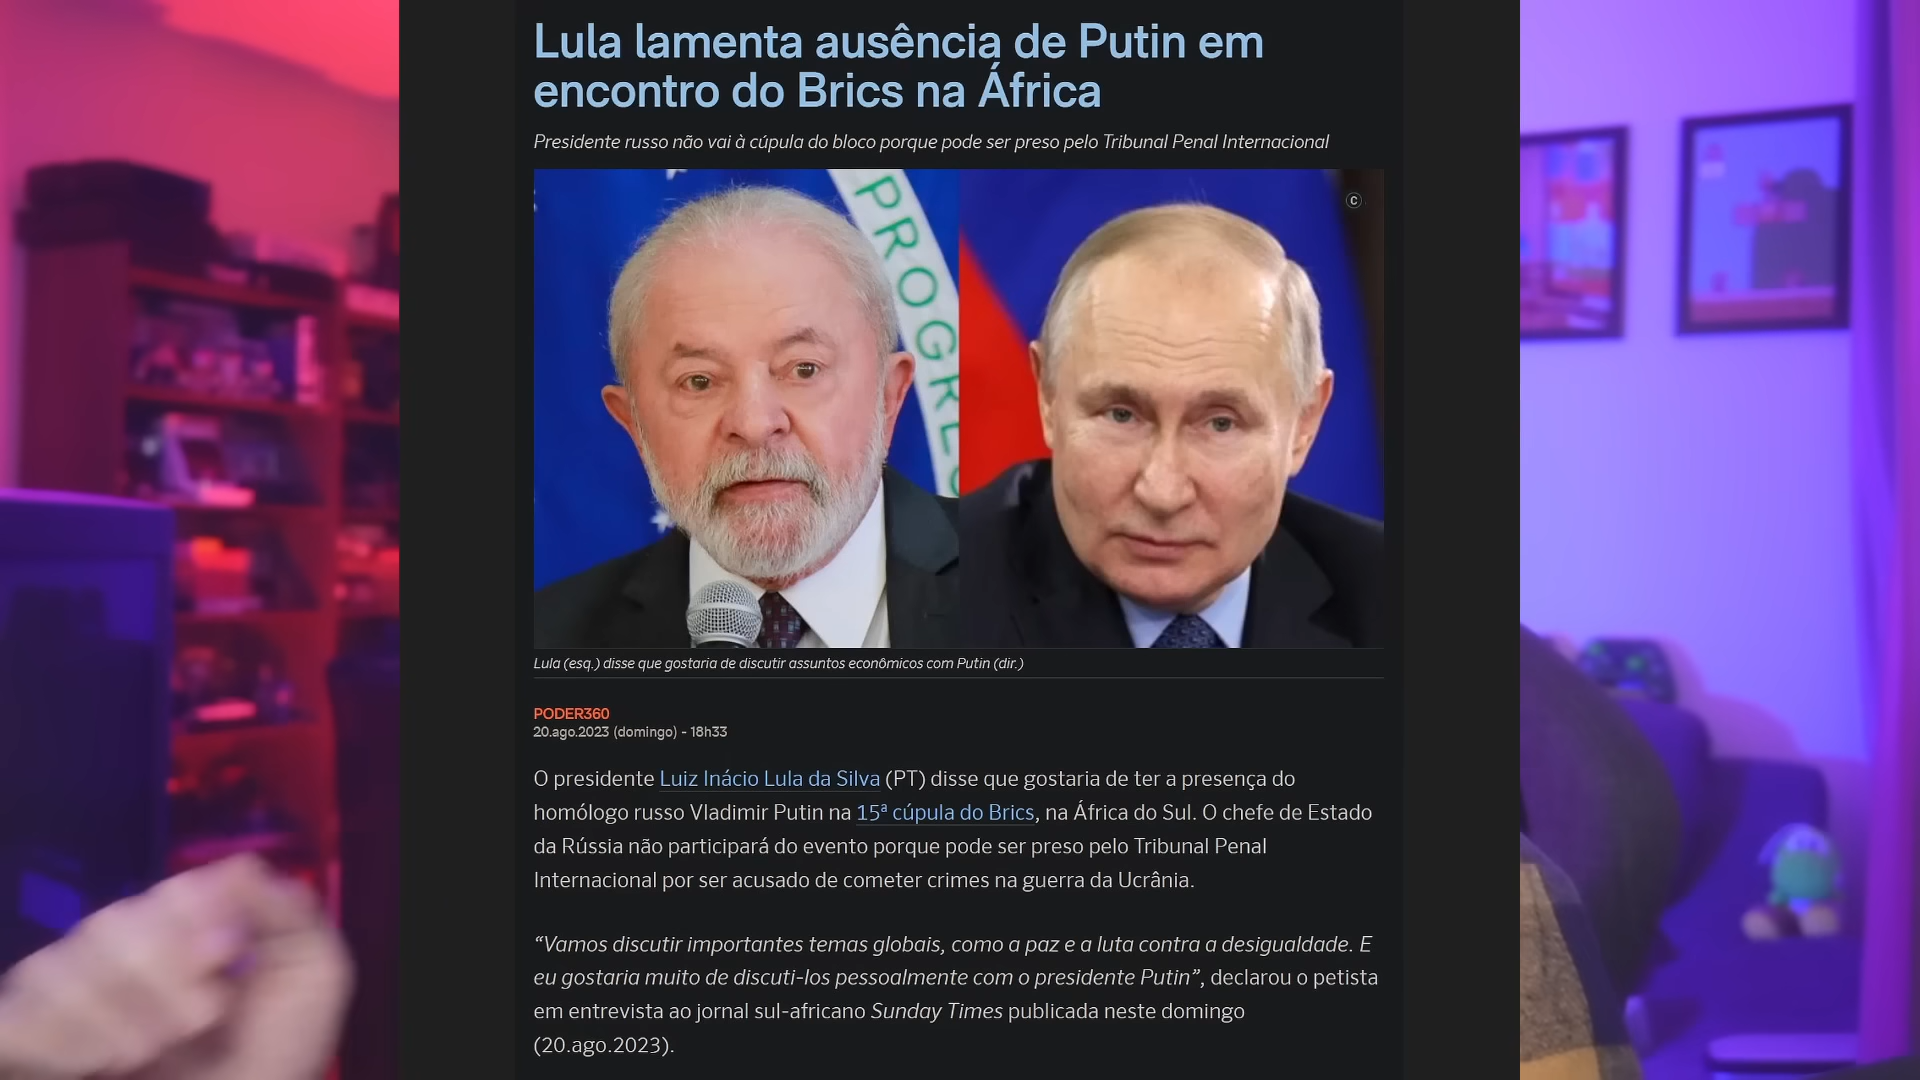 Lula lamenta ausência de Putin em
encontro do Brics na África
Presidente russo não vai à cúpula do bloco porque pode ser preso pelo Tribunal Penal Internacional
PROGRE
©
Lula (esq.) disse que gostaria de discutir assuntos econômicos com Putin (dir.)
PODER360
20.ago.2023 (domingo) - 18h33
O presidente Luiz Inácio Lula da Silva (PT) disse que gostaria de ter a presença do
homólogo russo Vladimir Putin na 15ª cúpula do Brics, na África do Sul. O chefe de Estado
da Rússia não participará do evento porque pode ser preso pelo Tribunal Penal
Internacional por ser acusado de cometer crimes na guerra da Ucrânia.
“Vamos discutir importantes temas globais, como a paz e a luta contra a desigualdade. E
eu gostaria muito de discuti-los pessoalmente com o presidente Putin”, declarou o petista
em entrevista ao jornal sul-africano Sunday Times publicada neste domingo
(20.ago.2023).